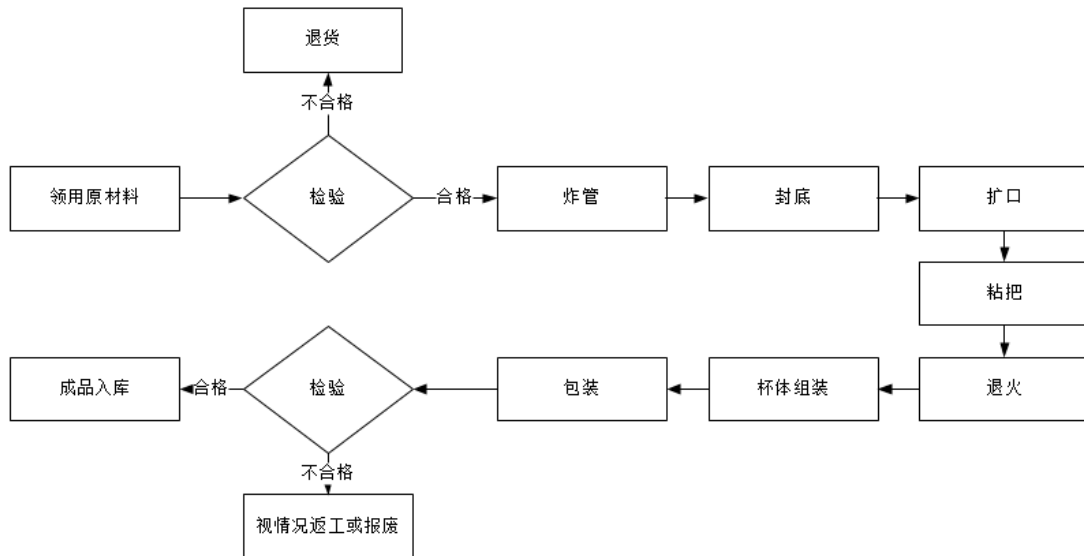 退货
不合格
领用原材料
检验
合格
炸管
封底
扩口
粘把
成品入库
合格
检验
包装
杯体组装
退火
不合格
视情况返工或报废